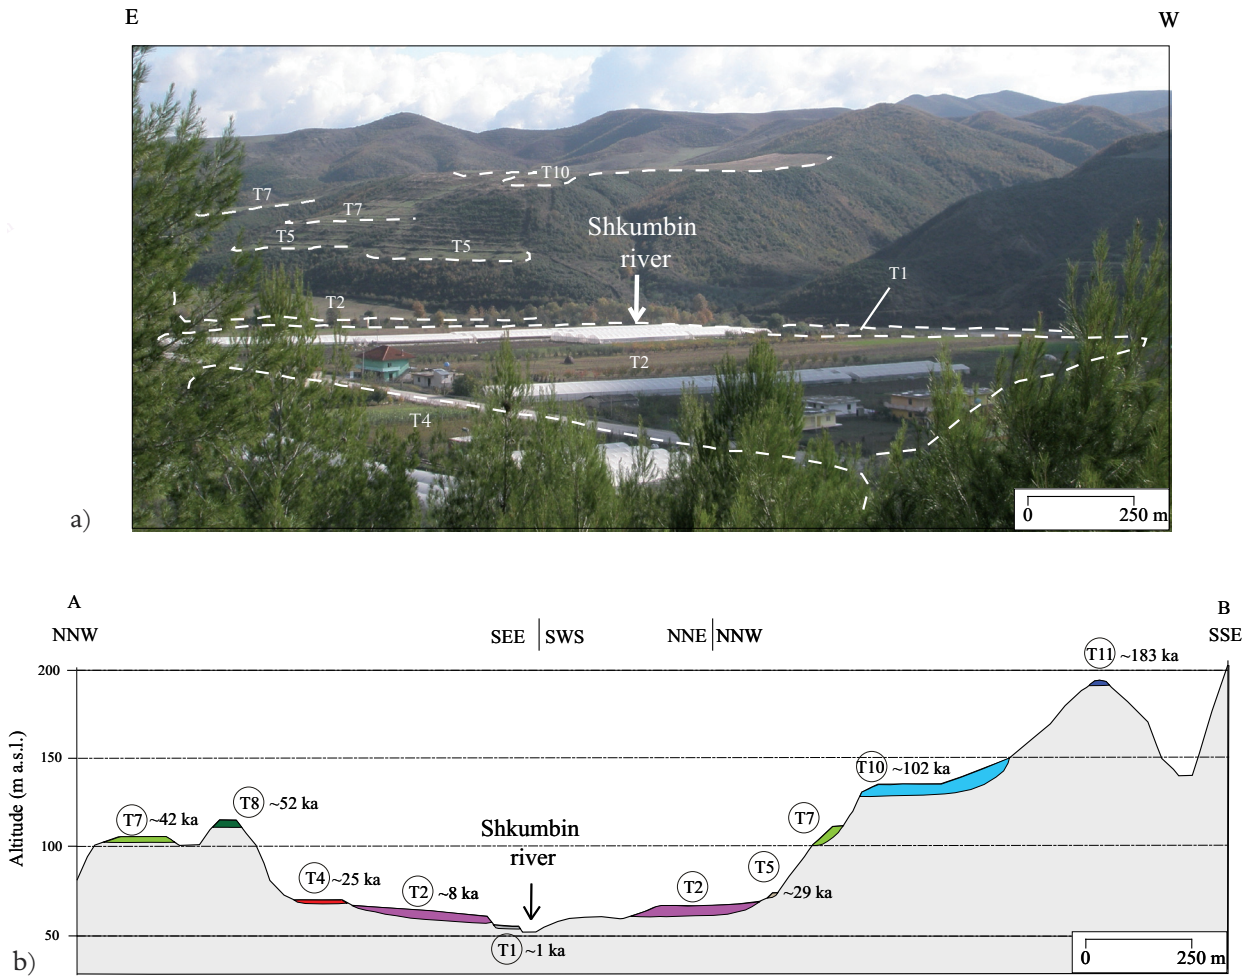 E
W
T10
T7
T7
T5
T5
Shkumbin
river
T1
T2
T2
T4
a)
0 250 m
A
B
NNW
SEE SWS
NNE NNW
SSE
T11 ~183 ka
200
150
T10 ~102 ka
T8 ~52 ka
T7 ~42 ka
T7
Shkumbin
river
Altitude (m a.s.l.)
100
T5
T4 ~25 ka
T2 ~8 ka
T2
~29 ka
50
T1 ~1 ka
0 250 m
b)